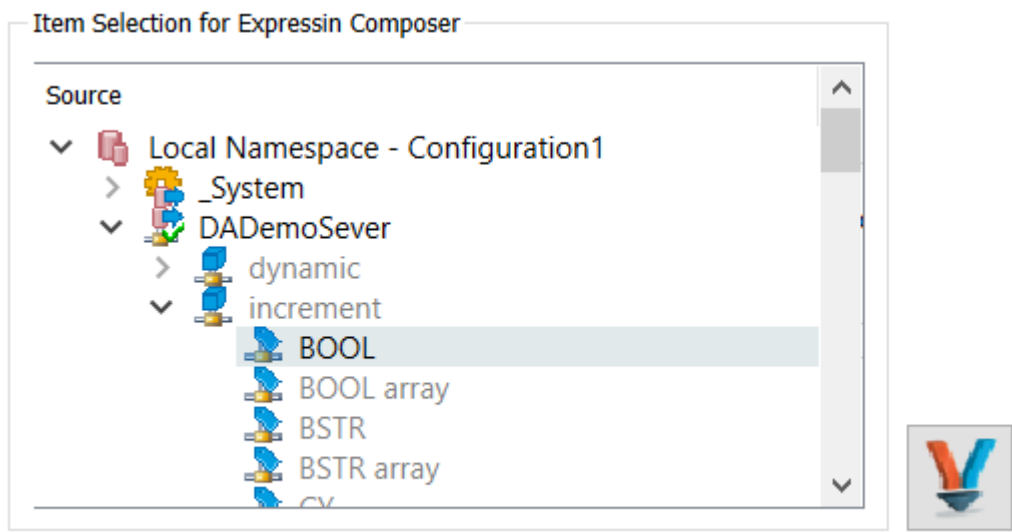 Item Selection for Expressin Composer
Source
Local Namespace - Configuration1
_System
DADemoSever
dynamic
increment
BOOL
BOOL array
BSTR
BSTR array